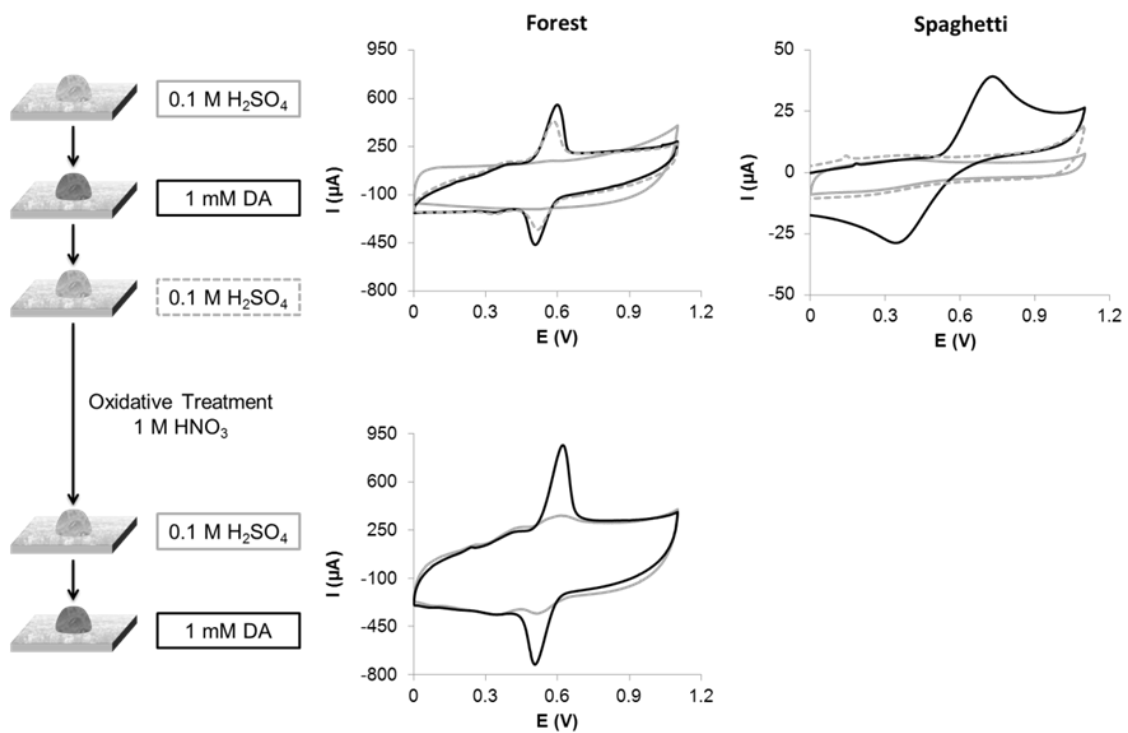 Forest
Spaghetti
0.1 M H₂SO₄
1 mM DA
0.1 M H₂SO₄
Oxidative Treatment
1 M HNO₃
0.1 M H₂SO₄
1 mM DA
I (µA)
950
600
250
-100
-450
-800
0
0.3
0.6
0.9
1.2
E (V)
I (µA)
50
25
0
-25
-50
0
0.3
0.6
0.9
1.2
E (V)
I (µA)
950
600
250
-100
-450
-800
0
0.3
0.6
0.9
1.2
E (V)